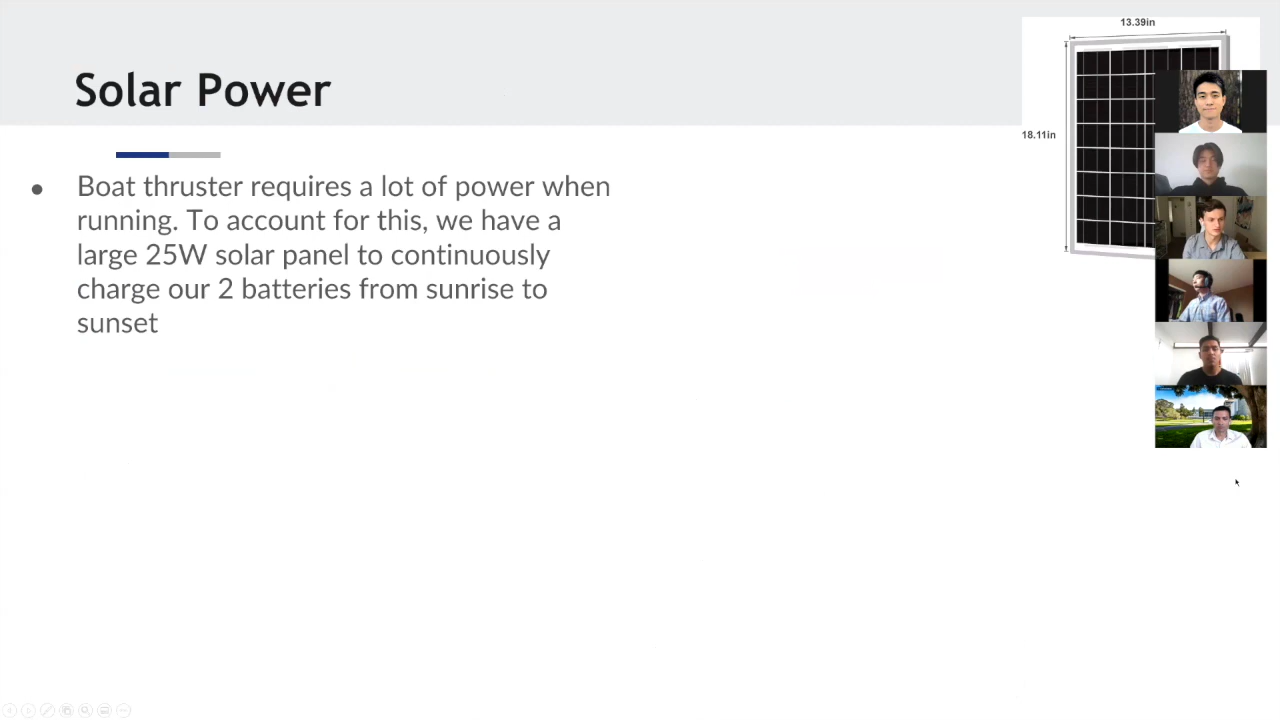 13.39in
Solar Power
18.11in
● Boat thruster requires a lot of power when
running. To account for this, we have a
large 25W solar panel to continuously
charge our 2 batteries from sunrise to
sunset